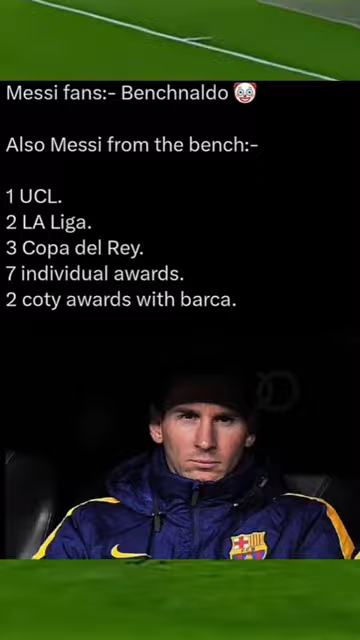 Messi fans:- Benchnaldo 🤡
Also Messi from the bench:-
1 UCL.
2 LA Liga.
3 Copa del Rey.
7 individual awards.
2 coty awards with barca.